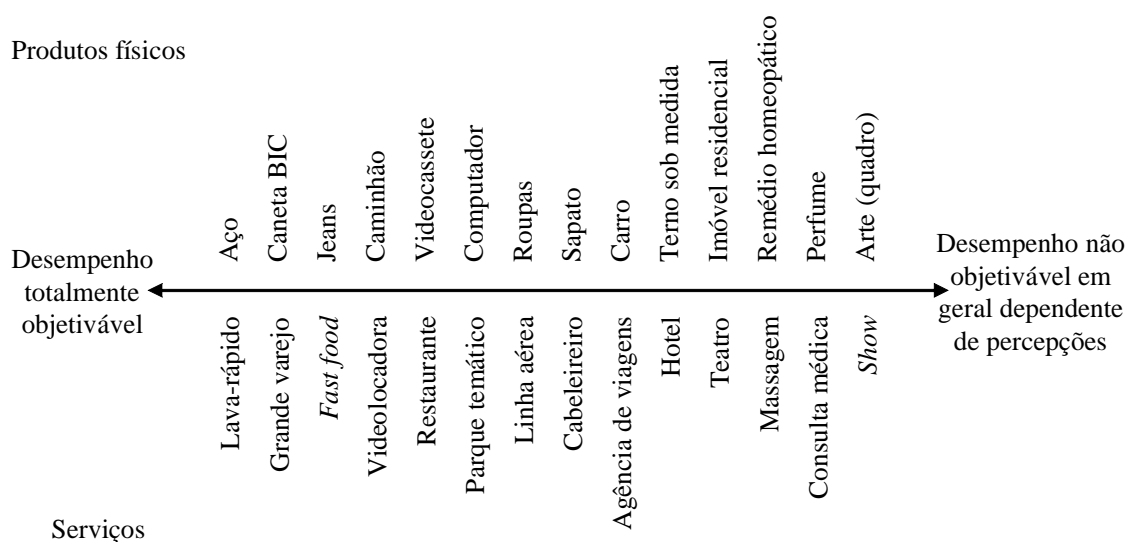 Produtos físicos
Aço
Caneta BIC
Jeans
Caminhão
Videocassete
Computador
Roupas
Sapato
Carro
Terno sob medida
Imóvel residencial
Remédio homeopático
Perfume
Arte (quadro)
Desempenho
totalmente
objetivável
Desempenho não
objetivável em
geral dependente
de percepções
Lava-rápido
Grande varejo
Fast food
Videolocadora
Restaurante
Parque temático
Linha aérea
Cabeleireiro
Agência de viagens
Hotel
Teatro
Massagem
Consulta médica
Show
Serviços